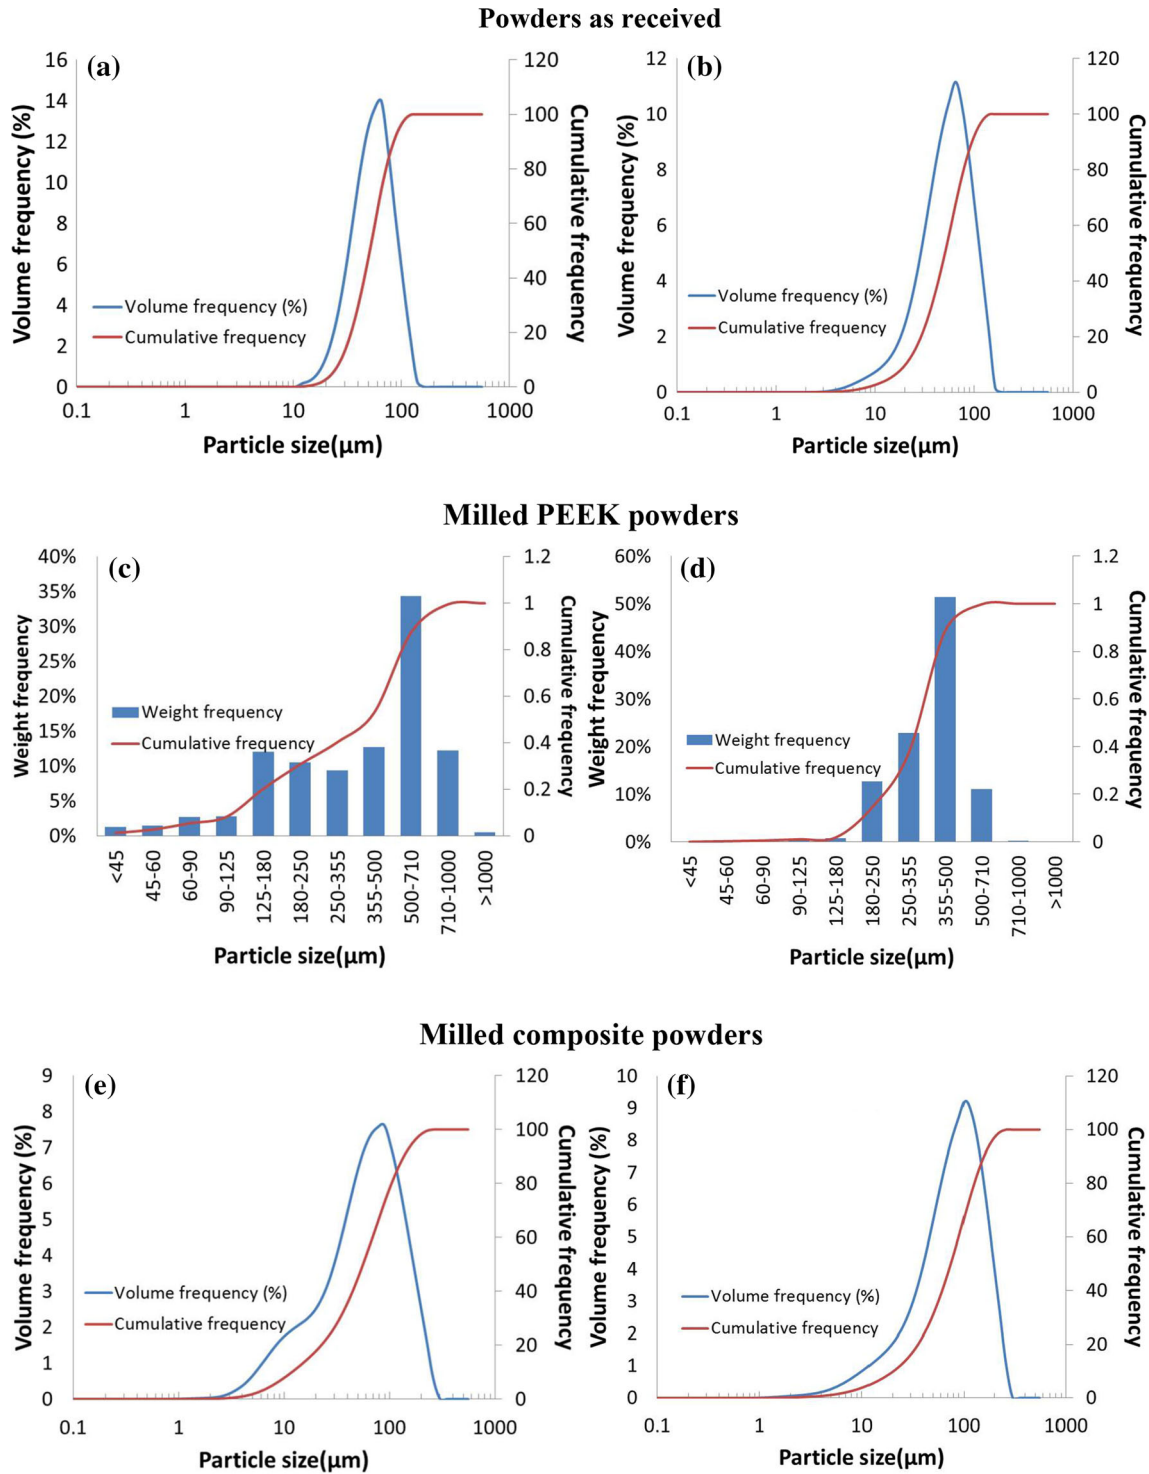 Powders as received
(a)
Volume frequency (%)
16
14
12
10
8
6
4
2
0
120
100
80
60
40
20
0
Cumulative frequency
Volume frequency (%)
Cumulative frequency
0.1 1 10 100 1000
Particle size(μm)
(b)
Volume frequency (%)
12
10
8
6
4
2
0
120
100
80
60
40
20
0
Cumulative frequency
Volume frequency (%)
Cumulative frequency
0.1 1 10 100 1000
Particle size(μm)
Milled PEEK powders
(c)
Weight frequency
40%
35%
30%
25%
20%
15%
10%
5%
0%
1.2
1
0.8
0.6
0.4
0.2
0
Cumulative frequency
Weight frequency
Cumulative frequency
<45
45-60
60-90
90-125
125-180
180-250
250-355
355-500
500-710
710-1000
>1000
Particle size(μm)
(d)
Weight frequency
60%
50%
40%
30%
20%
10%
0%
1.2
1
0.8
0.6
0.4
0.2
0
Cumulative frequency
Weight frequency
Cumulative frequency
<45
45-60
60-90
90-125
125-180
180-250
250-355
355-500
500-710
710-1000
>1000
Particle size(μm)
Milled composite powders
(e)
Volume frequency (%)
9
8
7
6
5
4
3
2
1
0
120
100
80
60
40
20
0
Cumulative frequency
Volume frequency (%)
Cumulative frequency
0.1 1 10 100 1000
Particle size(μm)
(f)
Volume frequency (%)
10
9
8
7
6
5
4
3
2
1
0
120
100
80
60
40
20
0
Cumulative frequency
Volume frequency (%)
Cumulative frequency
0.1 1 10 100 1000
Particle size(μm)